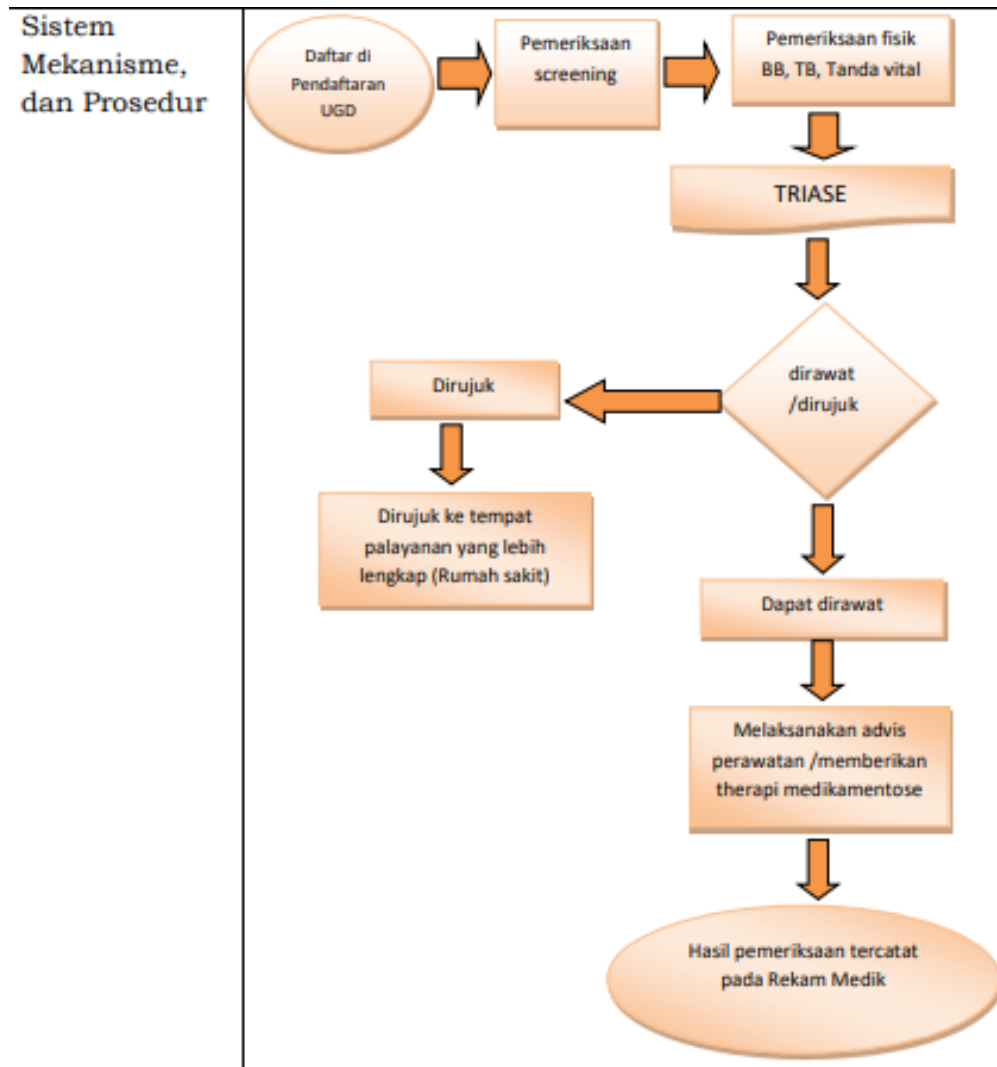 Sistem
Mekanisme,
dan Prosedur
Daftar di
Pendaftaran
UGD
Pemeriksaan
screening
Pemeriksaan fisik
BB, TB, Tanda vital
TRIASE
dirawat
/dirujuk
Dirujuk
Dirujuk ke tempat
palayanan yang lebih
lengkap (Rumah sakit)
Dapat dirawat
Melaksanakan advis
perawatan /memberikan
therapi medikamentose
Hasil pemeriksaan tercatat
pada Rekam Medik